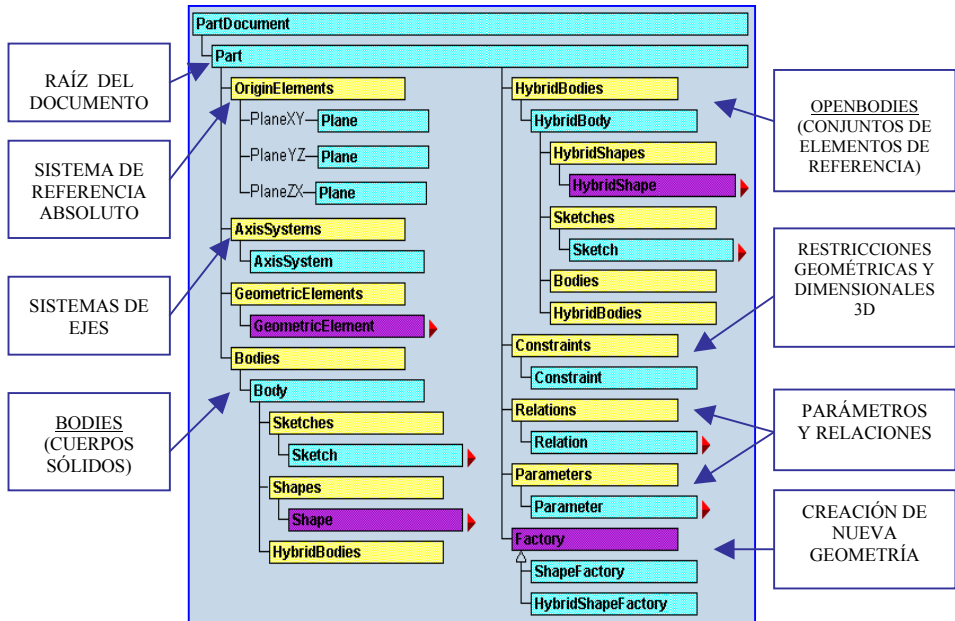 PartDocument
Part
RAÍZ DEL
DOCUMENTO
SISTEMA DE
REFERENCIA
ABSOLUTO
SISTEMAS DE
EJES
BODIES
(CUERPOS
SÓLIDOS)
OriginElements
PlaneXY
Plane
PlaneYZ
Plane
PlaneZX
Plane
AxisSystems
AxisSystem
GeometricElements
GeometricElement
Bodies
Body
Sketches
Sketch
Shapes
Shape
HybridBodies
HybridBodies
HybridBody
HybridShapes
HybridShape
Sketches
Sketch
Bodies
HybridBodies
Constraints
Constraint
Relations
Relation
Parameters
Parameter
Factory
ShapeFactory
HybridShapeFactory
OPENBODIES
(CONJUNTOS DE
ELEMENTOS DE
REFERENCIA)
RESTRICCIONES
GEOMÉTRICAS Y
DIMENSIONALES
3D
PARÁMETROS
Y RELACIONES
CREACIÓN DE
NUEVA
GEOMETRÍA